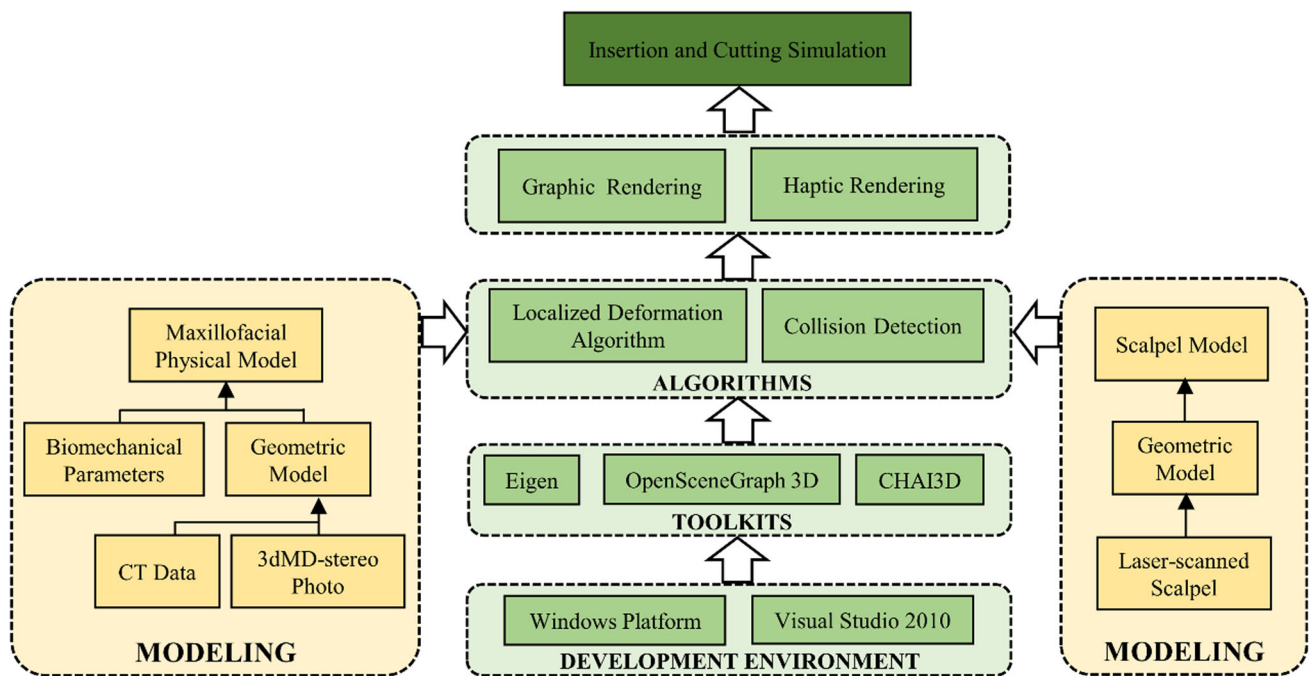 Insertion and Cutting Simulation
Graphic Rendering
Haptic Rendering
Localized Deformation
Algorithm
Collision Detection
ALGORITHMS
Eigen
OpenSceneGraph 3D
CHAI3D
TOOLKITS
Windows Platform
Visual Studio 2010
DEVELOPMENT ENVIRONMENT
Maxillofacial
Physical Model
Biomechanical
Parameters
Geometric
Model
CT Data
3dMD-stereo
Photo
MODELING
Scalpel Model
Geometric
Model
Laser-scanned
Scalpel
MODELING